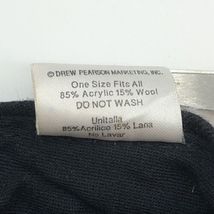 © DREW PEARSON MARKETING, INC.
One Size Fits All
85% Acrylic 15% Wool
DO NOT WASH
Unitalla
85% Acrilico 15% Lana
No Lavar